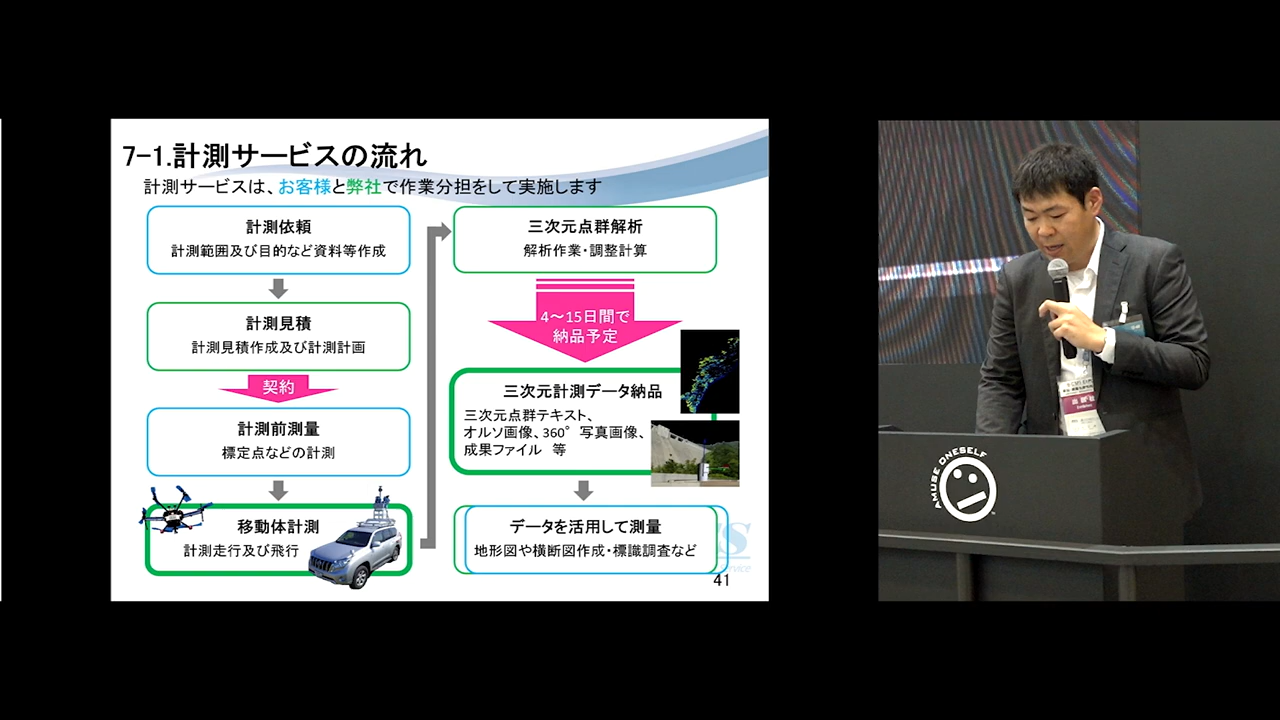 7-1.計測サービスの流れ
計測サービスは、お客様と弊社で作業分担をして実施します
計測依頼
計測範囲及び目的など資料等作成
計測見積
計測見積作成及び計測計画
契約
計測前測量
標定点などの計測
移動体計測
計測走行及び飛行
三次元点群解析
解析作業・調整計算
4～15日間で
納品予定
三次元計測データ納品
三次元点群テキスト、
オルソ画像、360°写真画像、
成果ファイル 等
データを活用して測量
地形図や横断図作成・標識調査など
41
AMUSE ONESELF